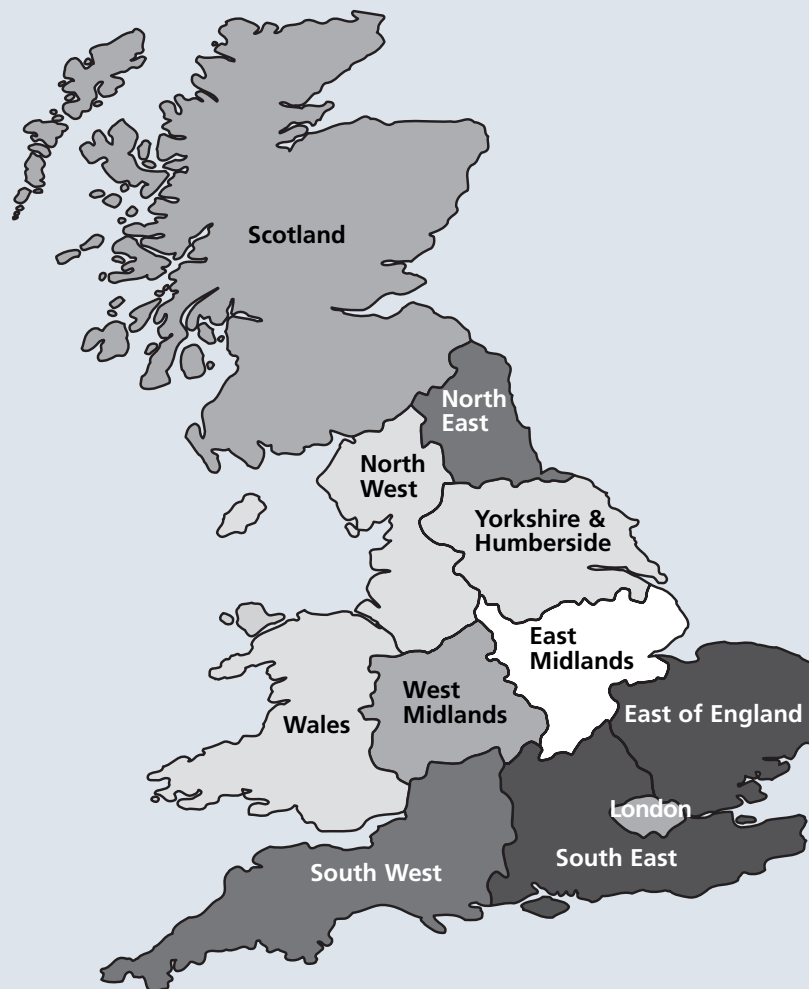 Scotland
North
East
North
West
Yorkshire &
Humberside
East
Midlands
West
Midlands
East of England
Wales
London
South East
South West